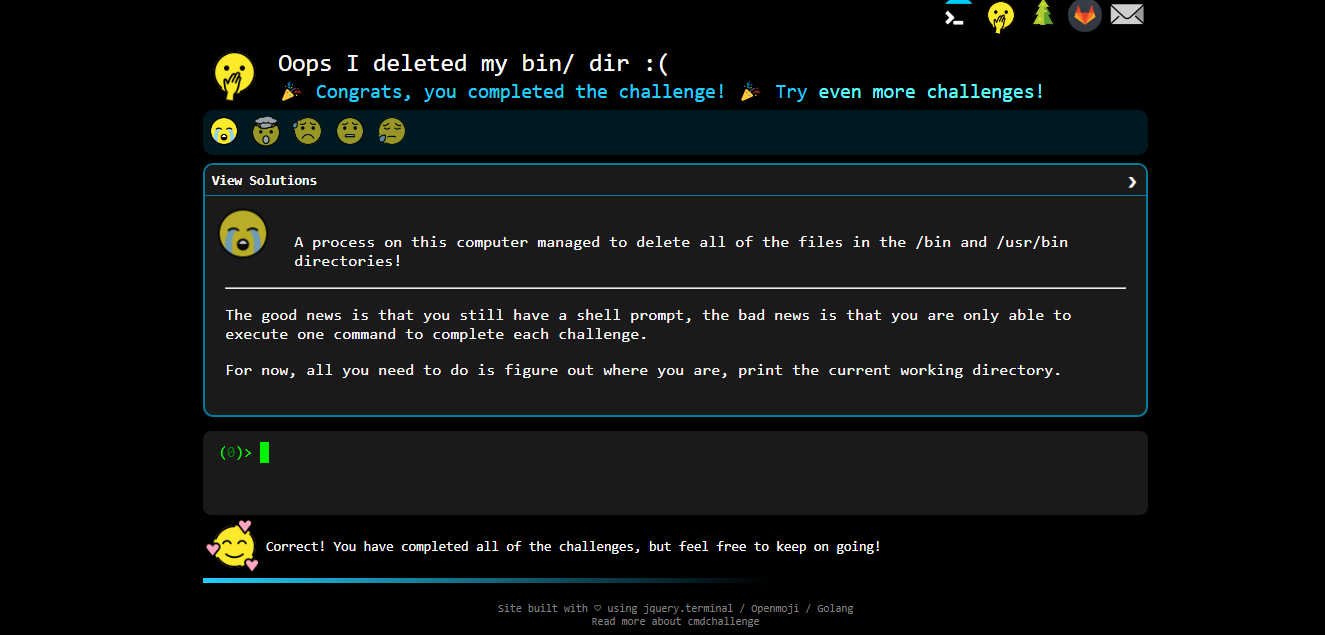 Oops I deleted my bin/ dir :(
🎉 Congrats, you completed the challenge! 🎉 Try even more challenges!
View Solutions ❯
A process on this computer managed to delete all of the files in the /bin and /usr/bin
directories!
The good news is that you still have a shell prompt, the bad news is that you are only able to
execute one command to complete each challenge.
For now, all you need to do is figure out where you are, print the current working directory.
(0)>
Correct! You have completed all of the challenges, but feel free to keep on going!
Site built with ♡ using jquery.terminal / Openmoji / Golang
Read more about cmdchallenge